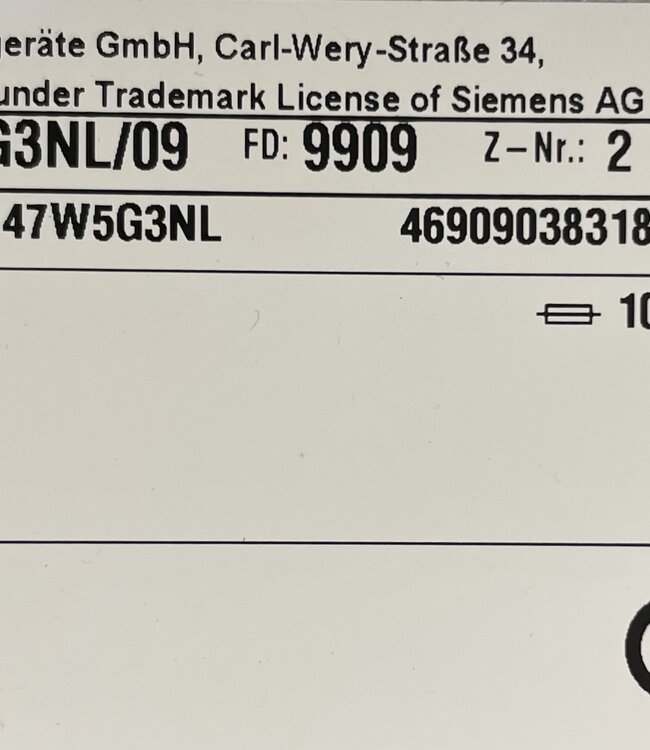 geräte GmbH, Carl-Wery-Straße 34,
under Trademark License of Siemens AG
G3NL/09 FD: 9909 Z-Nr.: 2
47W5G3NL 46909038318
10